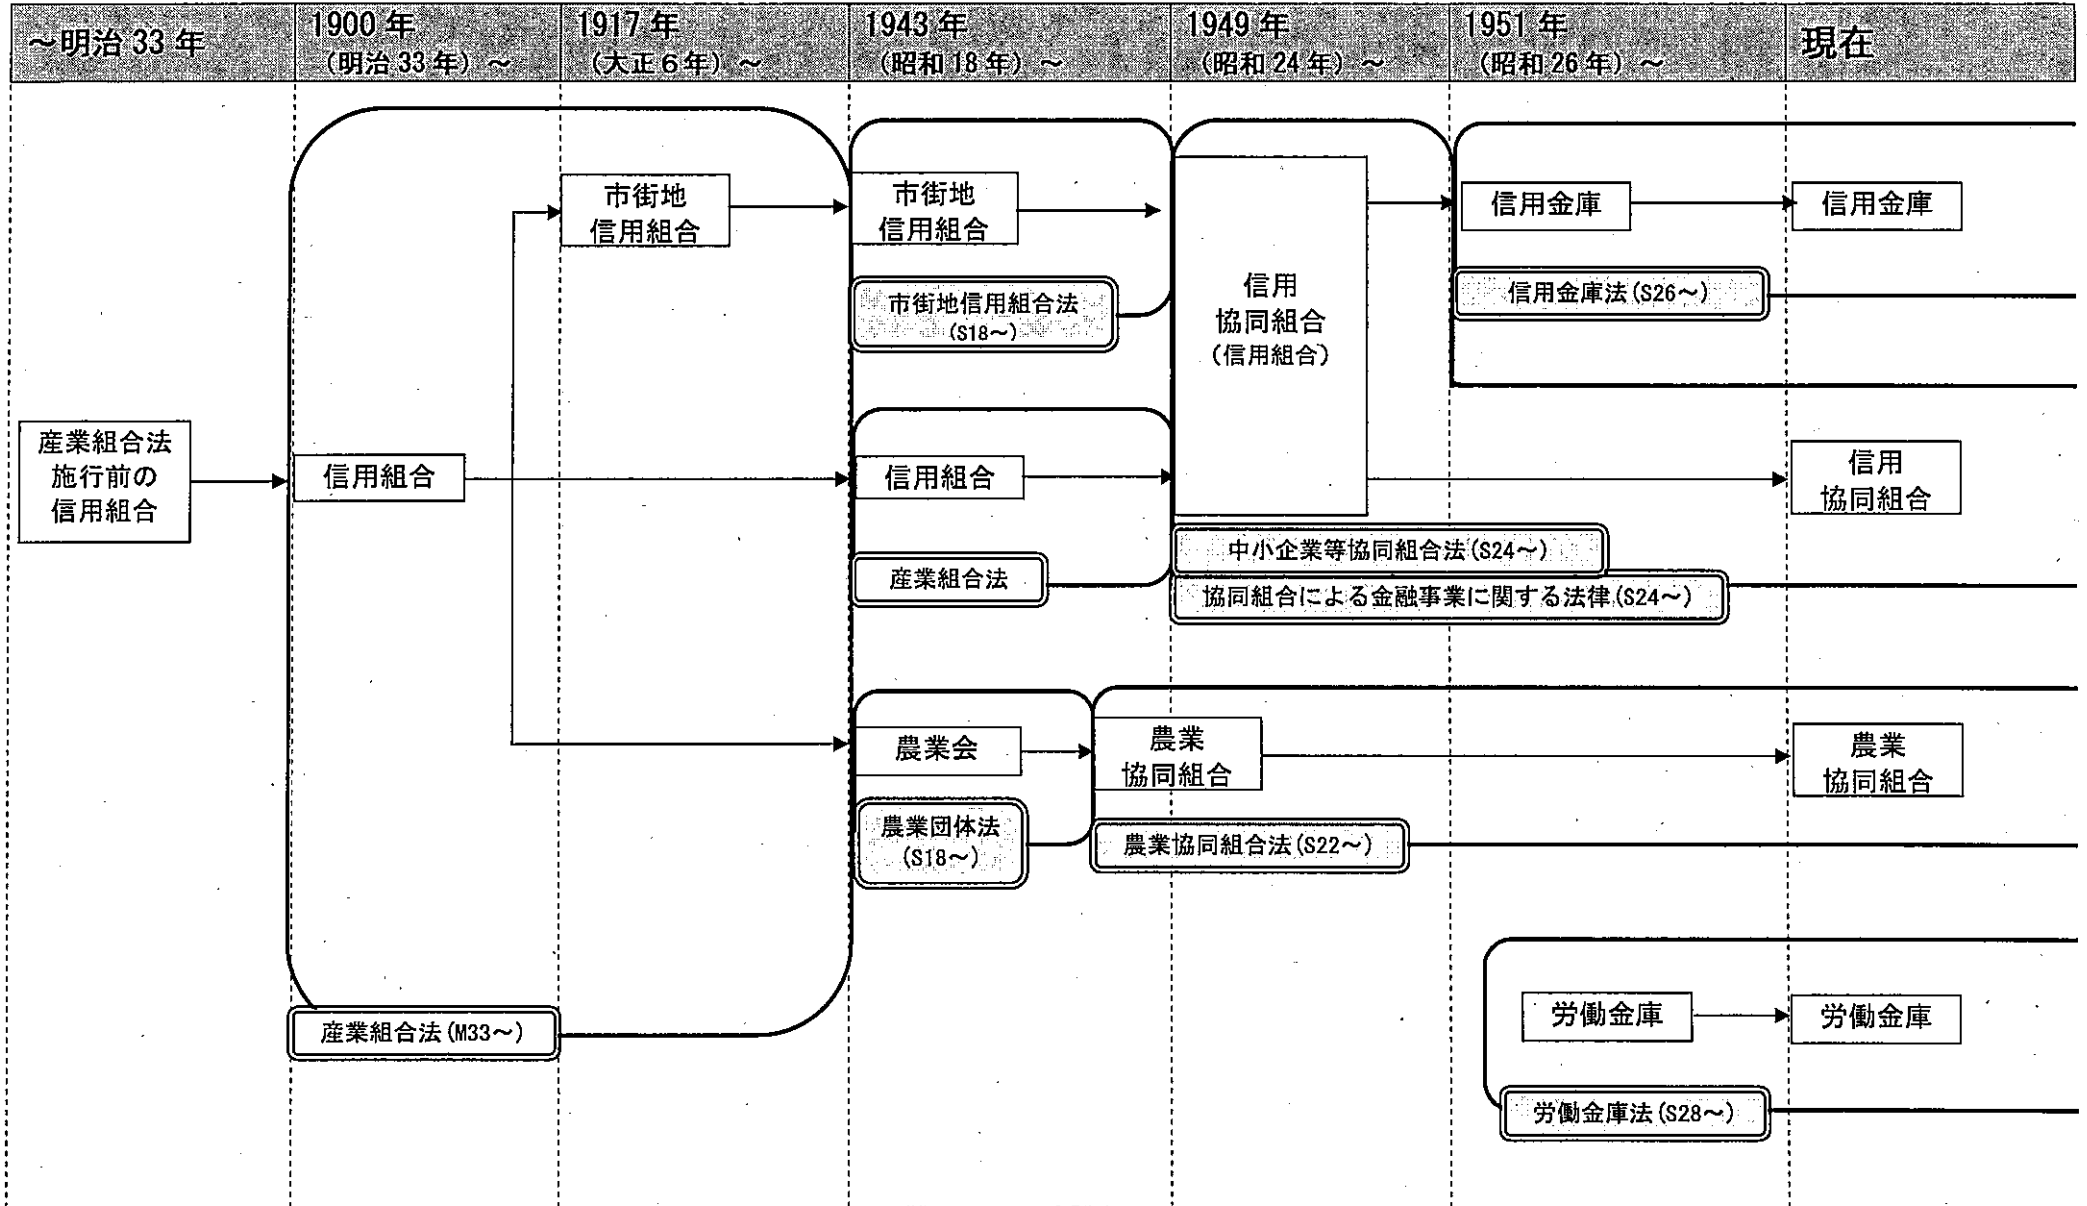 ～明治33年
1900年
(明治33年) ～
1917年
(大正6年) ～
1943年
(昭和18年) ～
1949年
(昭和24年) ～
1951年
(昭和26年) ～
現在
市街地
信用組合
市街地
信用組合
信用金庫
信用金庫
市街地信用組合法
(S18～)
信用
協同組合
(信用組合)
信用金庫法(S26～)
産業組合法
施行前の
信用組合
信用組合
信用組合
信用
協同組合
産業組合法
中小企業等協同組合法(S24～)
協同組合による金融事業に関する法律(S24～)
農業会
農業
協同組合
農業
協同組合
農業団体法
(S18～)
農業協同組合法(S22～)
労働金庫
労働金庫
産業組合法(M33～)
労働金庫法(S28～)